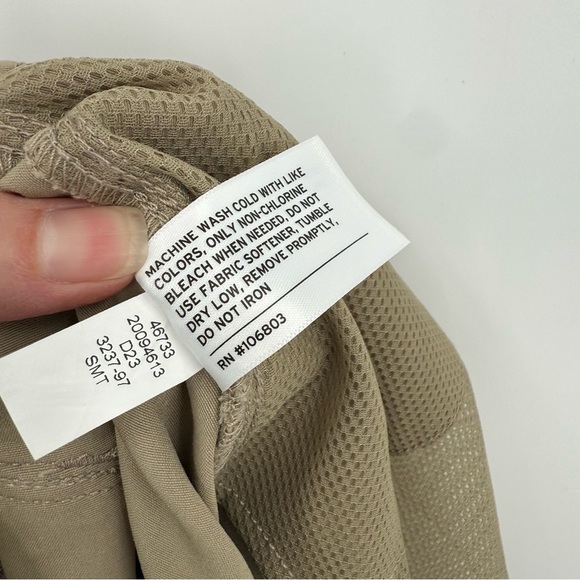 MACHINE WASH COLD WITH LIKE
COLORS, ONLY NON-CHLORINE
BLEACH WHEN NEEDED, DO NOT
USE FABRIC SOFTENER, TUMBLE
DRY LOW, REMOVE PROMPTLY,
DO NOT IRON
RN #106803
46733
20094613
D23
3237-97
SMT